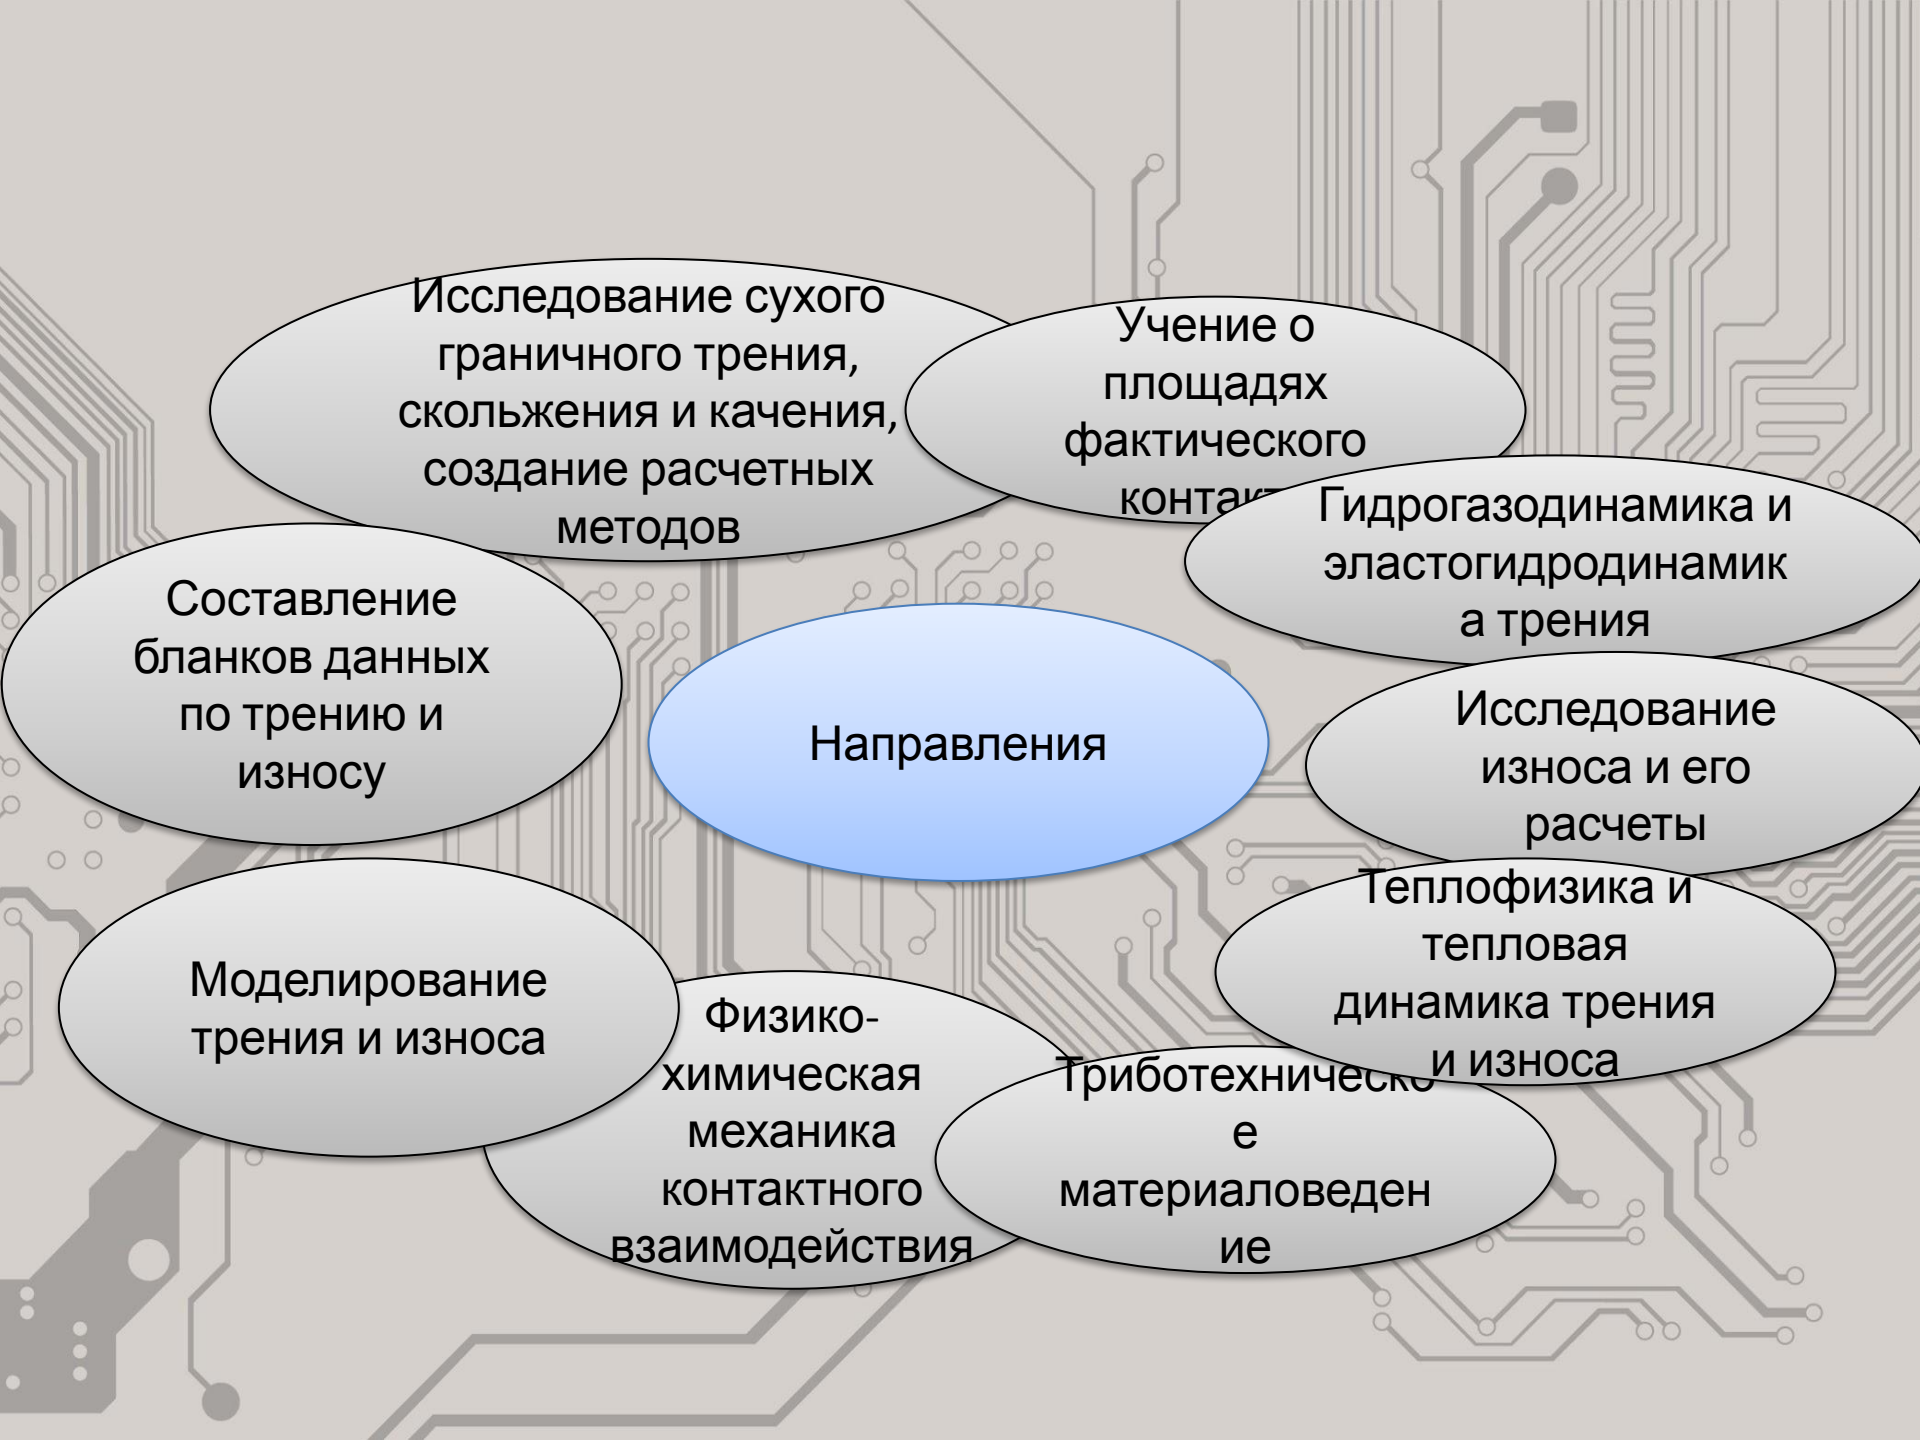 Исследование сухого
граничного трения,
скольжения и качения,
создание расчетных
методов
Учение о
площадях
фактического
Гидрогазодинамика и
эластогидродинамик
а трения
Составление
бланков данных
по трению и
износу
Направления
Исследование
износа и его
расчеты
Теплофизика и
тепловая
динамика трения
и износа
Моделирование
трения и износа
Физико-
химическая
механика
контактного
взаимодействия
Триботехническо
е
материаловеден
ие